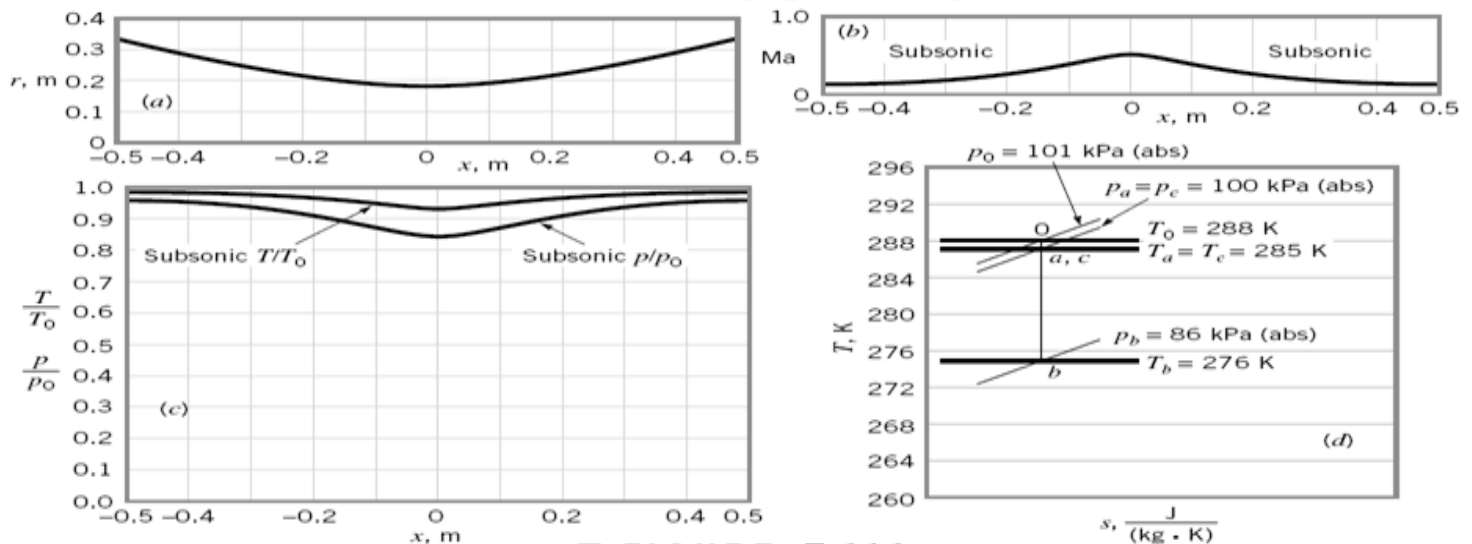 0.4
0.3
r, m 0.2
0.1
0
(a)
−0.5 −0.4 −0.2 0 0.2 0.4 0.5
x, m
1.0
Ma
0
(b)
Subsonic
Subsonic
−0.5 −0.4 −0.2 0 0.2 0.4 0.5
x, m
1.0
0.9
0.8
0.7
0.6
0.5
0.4
0.3
0.2
0.1
0.0
T
T0
p
p0
Subsonic T/T0
Subsonic p/p0
(c)
−0.5 −0.4 −0.2 0 0.2 0.4 0.5
x, m
p0 = 101 kPa (abs)
pa = pc = 100 kPa (abs)
296
292
288
284
280
276
272
268
264
260
T, K
0
T0 = 288 K
a, c
Ta = Tc = 285 K
pb = 86 kPa (abs)
Tb = 276 K
b
(d)
s, J
(kg • K)